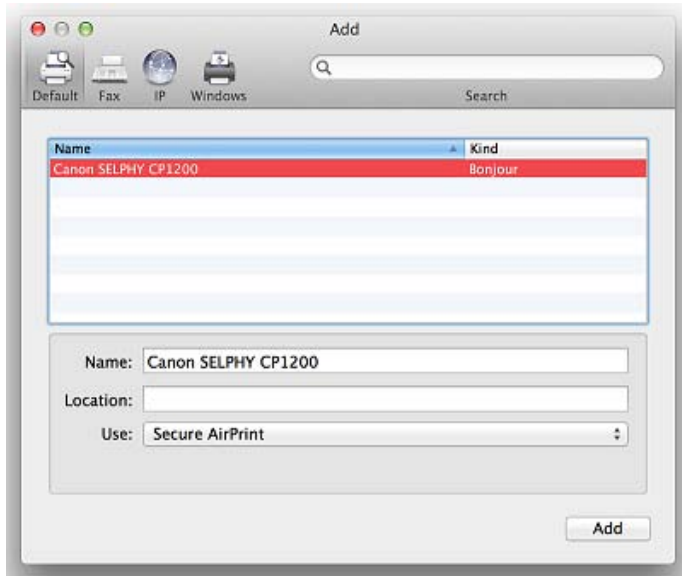 Add
Default Fax IP Windows Search
Name Kind
Canon SELPHY CP1200 Bonjour
Name: Canon SELPHY CP1200
Location:
Use: Secure AirPrint
Add